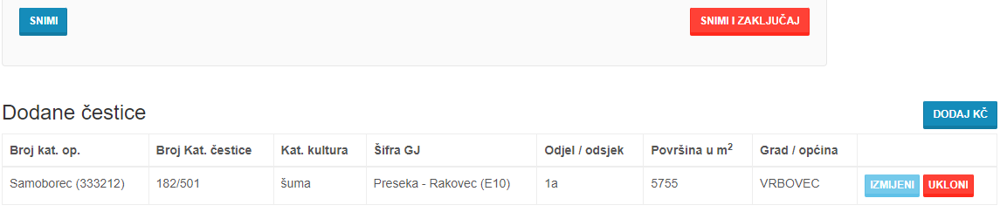 SNIMI SNIMI I ZAKLJUČAJ
Dodane čestice DODAJ KČ
Broj kat. op. Broj Kat. čestice Kat. kultura Šifra GJ Odjel / odsjek Površina u m² Grad / općina
Samoborec (333212) 182/501 šuma Preseka - Rakovec (E10) 1a 5755 VRBOVEC IZMIJENI UKLONI